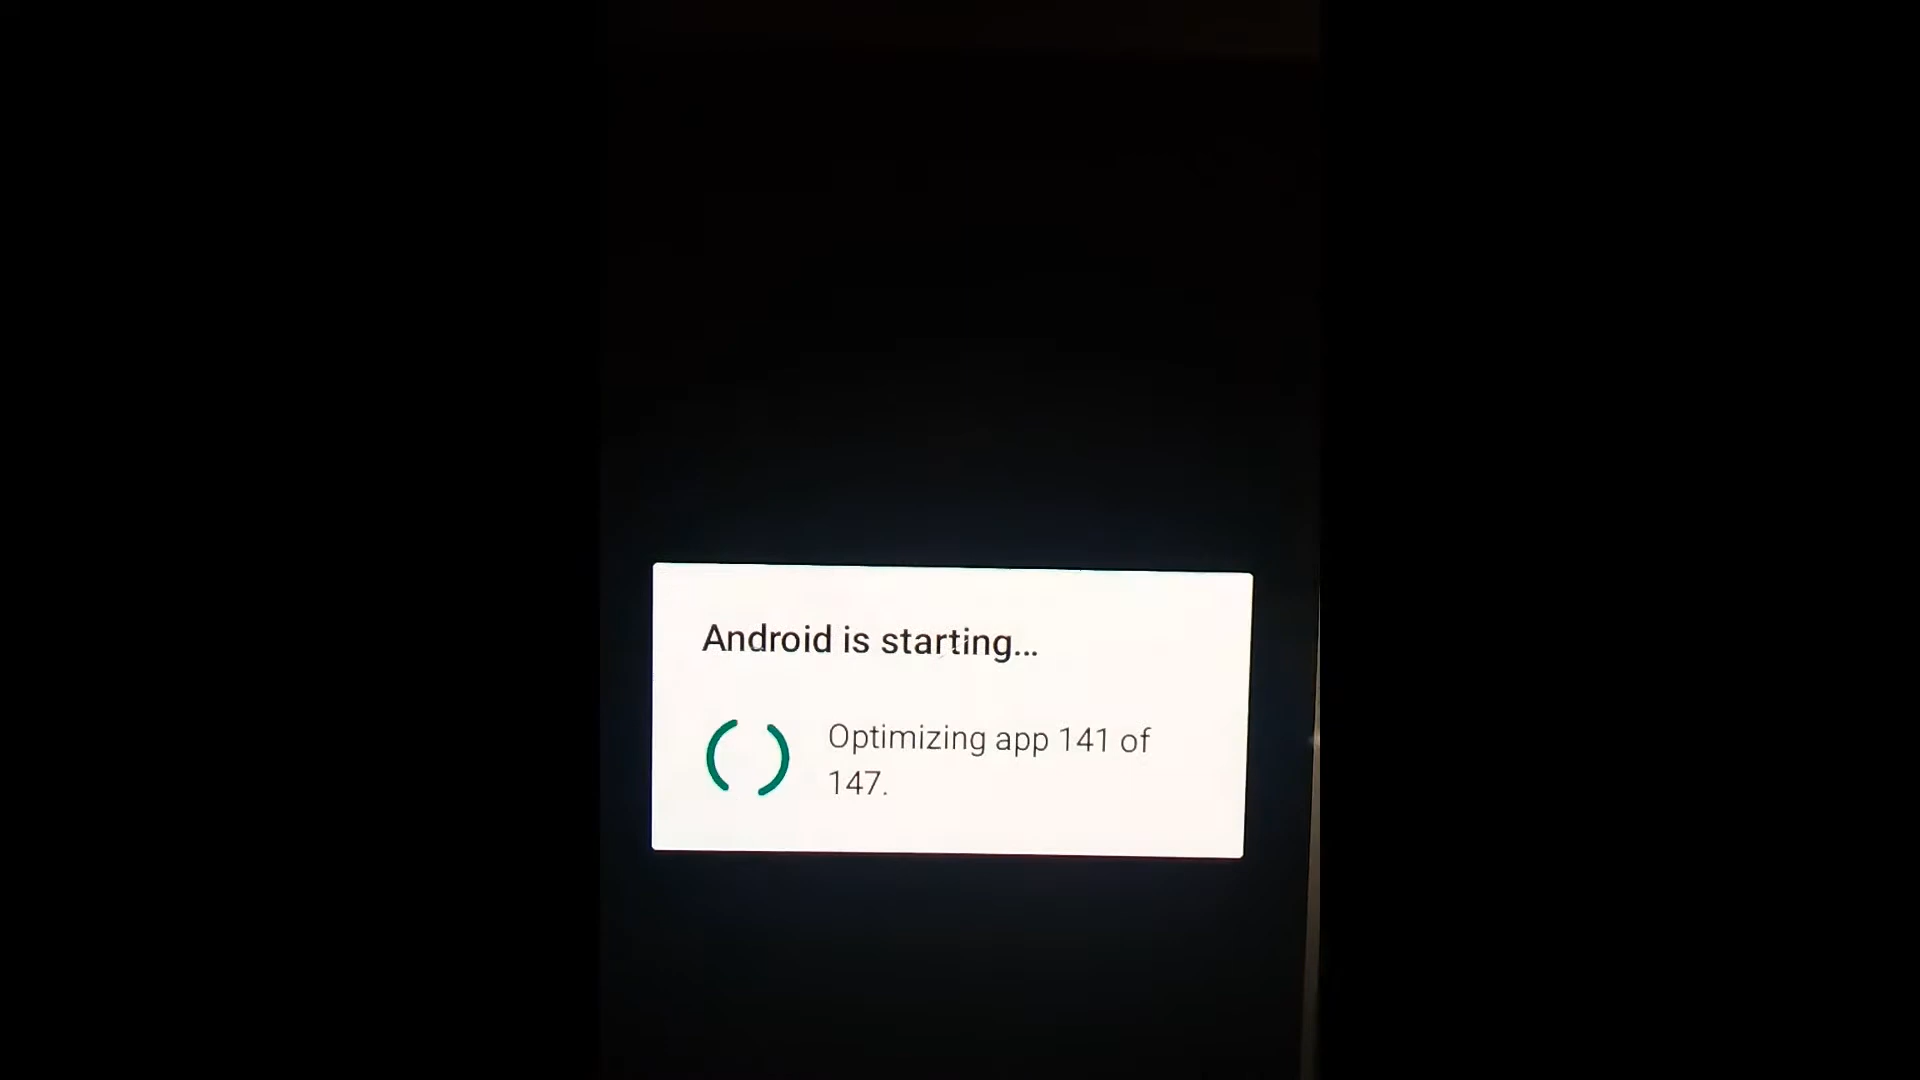 Android is starting...
Optimizing app 141 of
147.